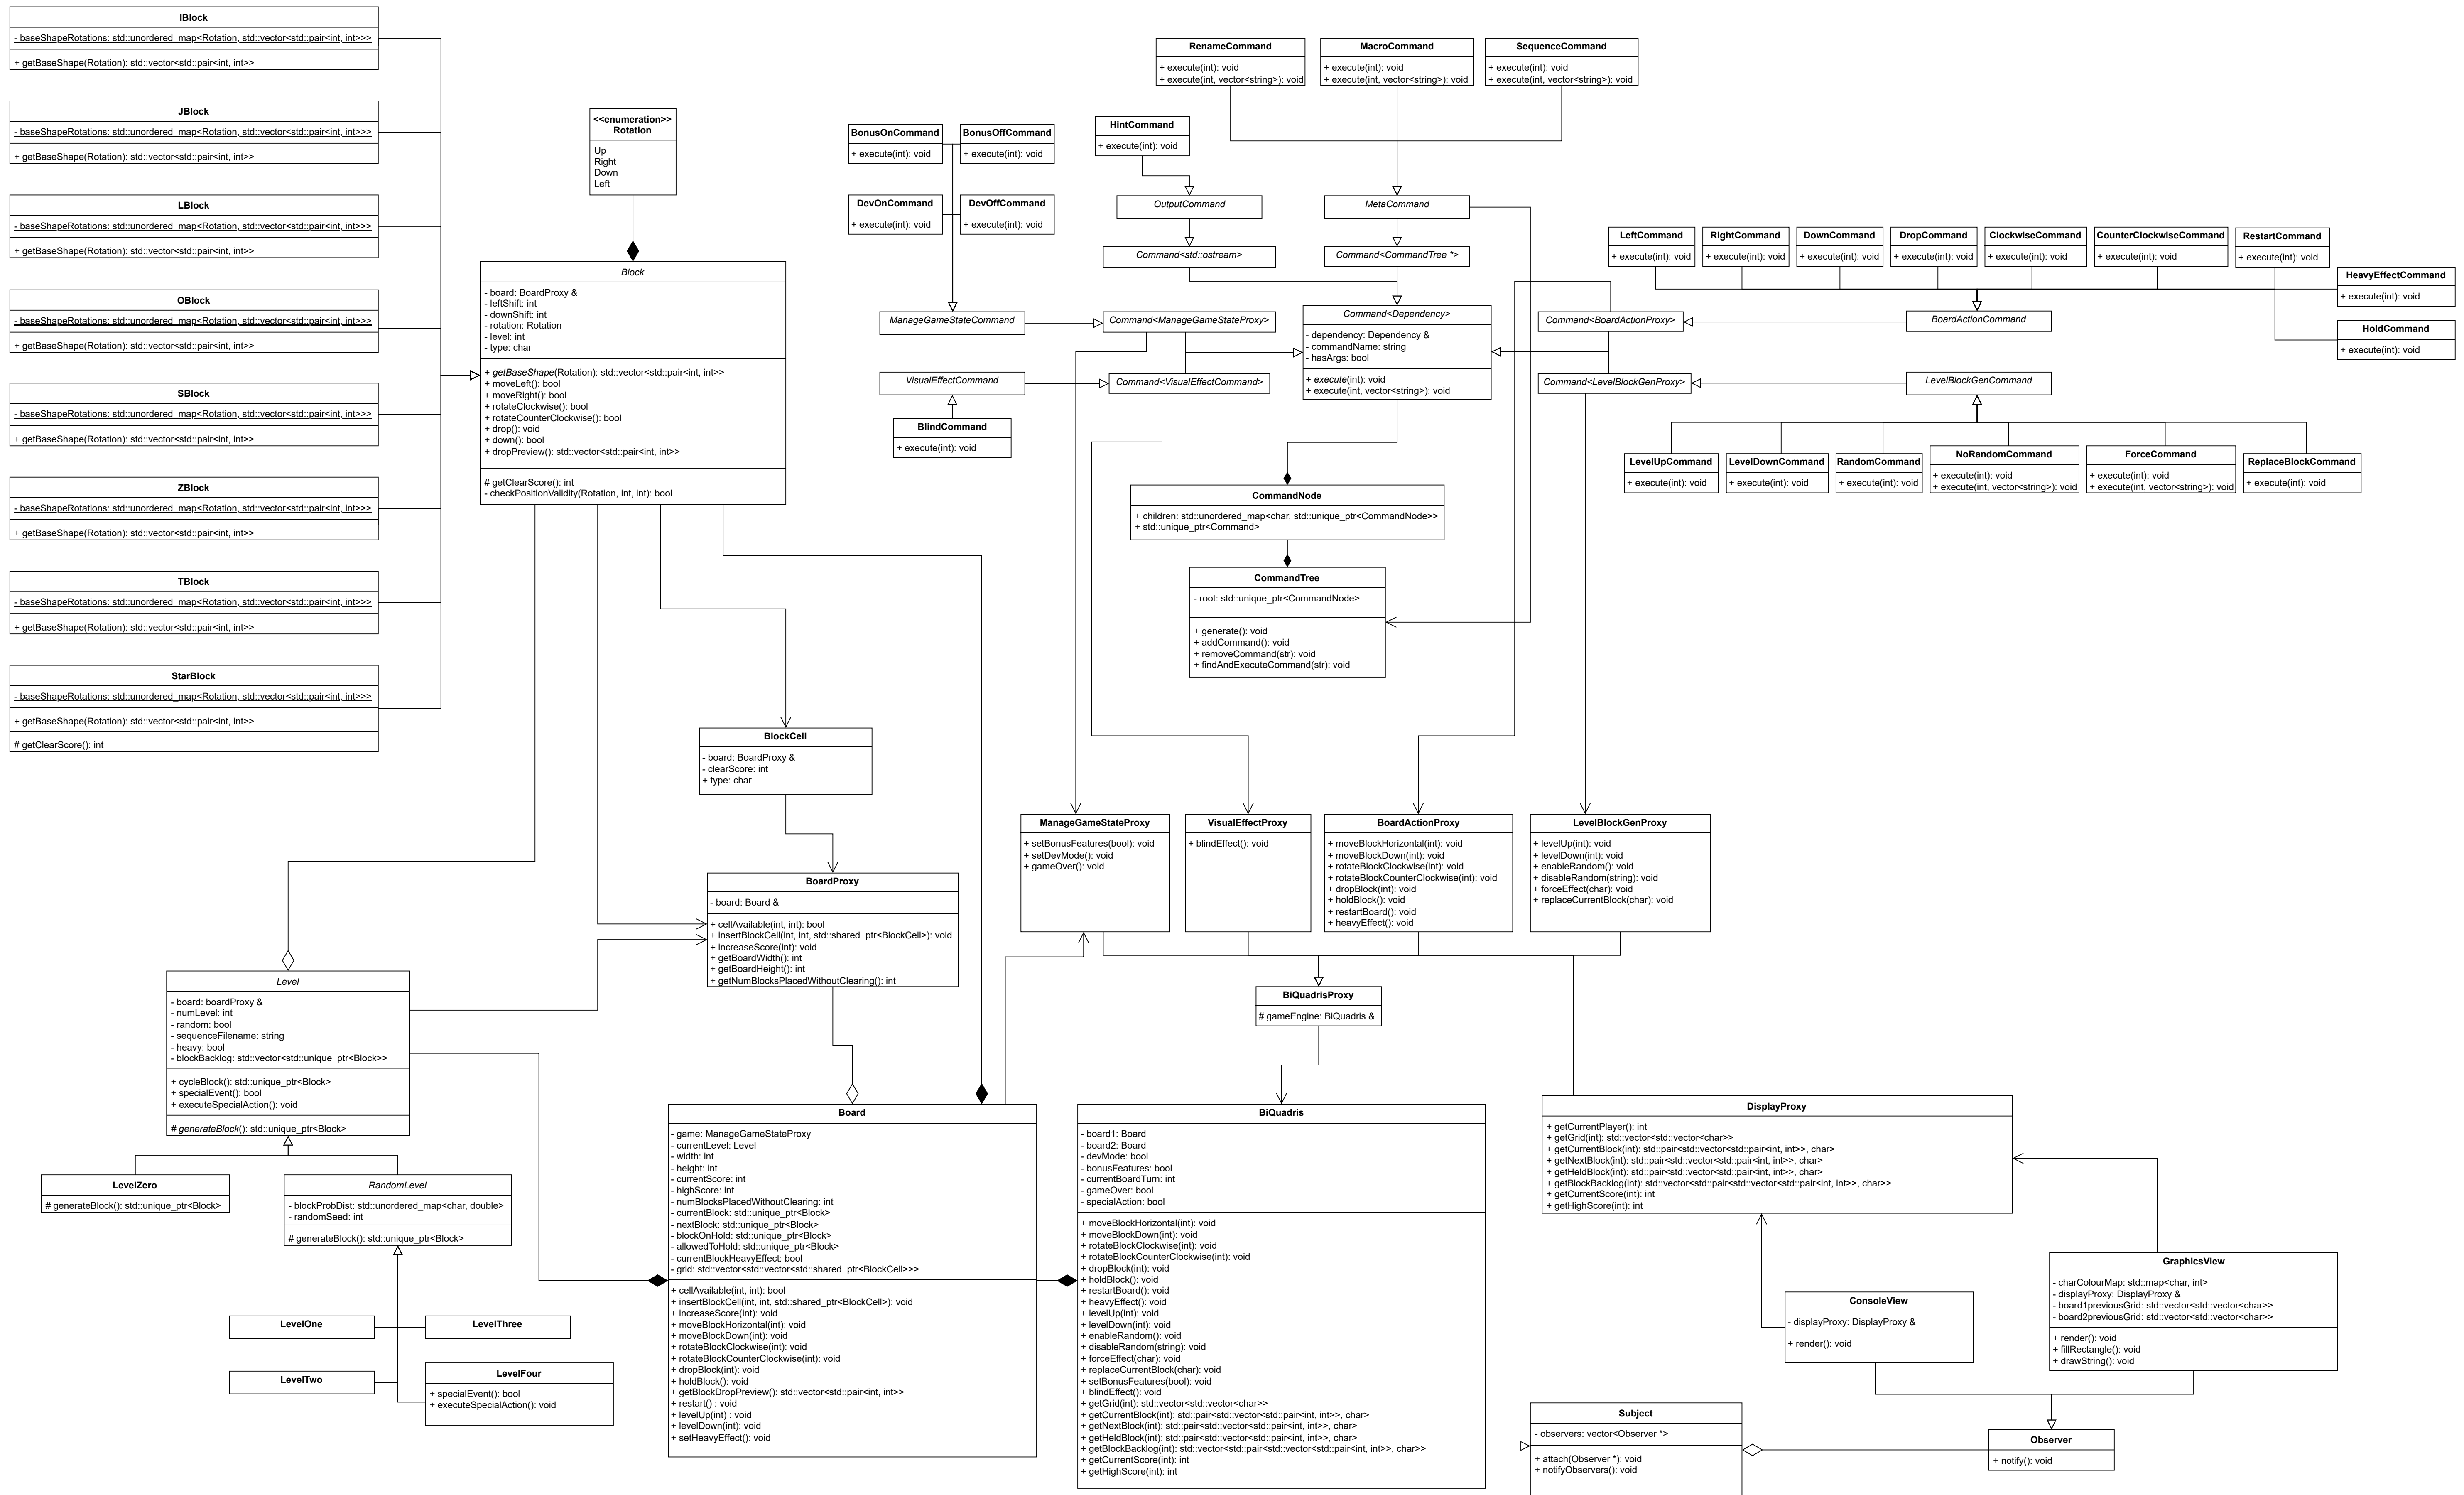 IBlock
- baseShapeRotations: std::unordered_map<Rotation, std::vector<std::pair<int, int>>>
+ getBaseShape(Rotation): std::vector<std::pair<int, int>>
JBlock
- baseShapeRotations: std::unordered_map<Rotation, std::vector<std::pair<int, int>>>
+ getBaseShape(Rotation): std::vector<std::pair<int, int>>
LBlock
- baseShapeRotations: std::unordered_map<Rotation, std::vector<std::pair<int, int>>>
+ getBaseShape(Rotation): std::vector<std::pair<int, int>>
OBlock
- baseShapeRotations: std::unordered_map<Rotation, std::vector<std::pair<int, int>>>
+ getBaseShape(Rotation): std::vector<std::pair<int, int>>
SBlock
- baseShapeRotations: std::unordered_map<Rotation, std::vector<std::pair<int, int>>>
+ getBaseShape(Rotation): std::vector<std::pair<int, int>>
ZBlock
- baseShapeRotations: std::unordered_map<Rotation, std::vector<std::pair<int, int>>>
+ getBaseShape(Rotation): std::vector<std::pair<int, int>>
TBlock
- baseShapeRotations: std::unordered_map<Rotation, std::vector<std::pair<int, int>>>
+ getBaseShape(Rotation): std::vector<std::pair<int, int>>
StarBlock
- baseShapeRotations: std::unordered_map<Rotation, std::vector<std::pair<int, int>>>
+ getBaseShape(Rotation): std::vector<std::pair<int, int>>
# getClearScore(): int
<<enumeration>>
Rotation
Up
Right
Down
Left
Block
- board: BoardProxy &
- leftShift: int
- downShift: int
- rotation: Rotation
- level: int
- type: char
+ getBaseShape(Rotation): std::vector<std::pair<int, int>>
+ moveLeft(): bool
+ moveRight(): bool
+ rotateClockwise(): bool
+ rotateCounterClockwise(): bool
+ drop(): void
+ down(): bool
+ dropPreview(): std::vector<std::pair<int, int>>
# getClearScore(): int
- checkPositionValidity(Rotation, int, int): bool
BonusOnCommand
+ execute(int): void
BonusOffCommand
+ execute(int): void
DevOnCommand
+ execute(int): void
DevOffCommand
+ execute(int): void
RenameCommand
+ execute(int): void
+ execute(int, vector<string>): void
MacroCommand
+ execute(int): void
+ execute(int, vector<string>): void
SequenceCommand
+ execute(int): void
+ execute(int, vector<string>): void
HintCommand
+ execute(int): void
OutputCommand
MetaCommand
Command<std::ostream>
Command<CommandTree *>
ManageGameStateCommand
Command<ManageGameStateProxy>
Command<Dependency>
- dependency: Dependency &
- commandName: string
- hasArgs: bool
+ execute(int): void
+ execute(int, vector<string>): void
VisualEffectCommand
Command<VisualEffectCommand>
BlindCommand
+ execute(int): void
LeftCommand
+ execute(int): void
RightCommand
+ execute(int): void
DownCommand
+ execute(int): void
DropCommand
+ execute(int): void
ClockwiseCommand
+ execute(int): void
CounterClockwiseCommand
+ execute(int): void
RestartCommand
+ execute(int): void
HeavyEffectCommand
+ execute(int): void
HoldCommand
+ execute(int): void
Command<BoardActionProxy>
BoardActionCommand
Command<LevelBlockGenProxy>
LevelBlockGenCommand
LevelUpCommand
+ execute(int): void
LevelDownCommand
+ execute(int): void
RandomCommand
+ execute(int): void
NoRandomCommand
+ execute(int): void
+ execute(int, vector<string>): void
ForceCommand
+ execute(int): void
+ execute(int, vector<string>): void
ReplaceBlockCommand
+ execute(int): void
CommandNode
+ children: std::unordered_map<char, std::unique_ptr<CommandNode>>
+ std::unique_ptr<Command>
CommandTree
- root: std::unique_ptr<CommandNode>
+ generate(): void
+ addCommand(): void
+ removeCommand(str): void
+ findAndExecuteCommand(str): void
BlockCell
- board: BoardProxy &
- clearScore: int
+ type: char
BoardProxy
- board: Board &
+ cellAvailable(int, int): bool
+ insertBlockCell(int, int, std::shared_ptr<BlockCell>): void
+ increaseScore(int): void
+ getBoardWidth(): int
+ getBoardHeight(): int
+ getNumBlocksPlacedWithoutClearing(): int
ManageGameStateProxy
+ setBonusFeatures(bool): void
+ setDevMode(): void
+ gameOver(): void
VisualEffectProxy
+ blindEffect(): void
BoardActionProxy
+ moveBlockHorizontal(int): void
+ moveBlockDown(int): void
+ rotateBlockClockwise(int): void
+ rotateBlockCounterClockwise(int): void
+ dropBlock(int): void
+ holdBlock(): void
+ restartBoard(): void
+ heavyEffect(): void
LevelBlockGenProxy
+ levelUp(int): void
+ levelDown(int): void
+ enableRandom(): void
+ disableRandom(string): void
+ forceEffect(char): void
+ replaceCurrentBlock(char): void
BiQuadrisProxy
# gameEngine: BiQuadris &
Level
- board: boardProxy &
- numLevel: int
- random: bool
- sequenceFilename: string
- heavy: bool
- blockBacklog: std::vector<std::unique_ptr<Block>>
+ cycleBlock(): std::unique_ptr<Block>
+ specialEvent(): bool
+ executeSpecialAction(): void
# generateBlock(): std::unique_ptr<Block>
LevelZero
# generateBlock(): std::unique_ptr<Block>
RandomLevel
- blockProbDist: std::unordered_map<char, double>
- randomSeed: int
# generateBlock(): std::unique_ptr<Block>
LevelOne
LevelThree
LevelTwo
LevelFour
+ specialEvent(): bool
+ executeSpecialAction(): void
Board
- game: ManageGameStateProxy
- currentLevel: Level
- width: int
- height: int
- currentScore: int
- highScore: int
- numBlocksPlacedWithoutClearing: int
- currentBlock: std::unique_ptr<Block>
- nextBlock: std::unique_ptr<Block>
- blockOnHold: std::unique_ptr<Block>
- allowedToHold: std::unique_ptr<Block>
- currentBlockHeavyEffect: bool
- grid: std::vector<std::vector<std::shared_ptr<BlockCell>>>
+ cellAvailable(int, int): bool
+ insertBlockCell(int, int, std::shared_ptr<BlockCell>): void
+ increaseScore(int): void
+ moveBlockHorizontal(int): void
+ moveBlockDown(int): void
+ rotateBlockClockwise(int): void
+ rotateBlockCounterClockwise(int): void
+ dropBlock(int): void
+ holdBlock(): void
+ getBlockDropPreview(): std::vector<std::pair<int, int>>
+ restart() : void
+ levelUp(int) : void
+ levelDown(int): void
+ setHeavyEffect(): void
BiQuadris
- board1: Board
- board2: Board
- devMode: bool
- bonusFeatures: bool
- currentBoardTurn: int
- gameOver: bool
- specialAction: bool
+ moveBlockHorizontal(int): void
+ moveBlockDown(int): void
+ rotateBlockClockwise(int): void
+ rotateBlockCounterClockwise(int): void
+ dropBlock(int): void
+ holdBlock(): void
+ restartBoard(): void
+ heavyEffect(): void
+ levelUp(int): void
+ levelDown(int): void
+ enableRandom(): void
+ disableRandom(string): void
+ forceEffect(char): void
+ replaceCurrentBlock(char): void
+ setBonusFeatures(bool): void
+ blindEffect(): void
+ getGrid(int): std::vector<std::vector<char>>
+ getCurrentBlock(int): std::pair<std::vector<std::pair<int, int>>, char>
+ getNextBlock(int): std::pair<std::vector<std::pair<int, int>>, char>
+ getHeldBlock(int): std::pair<std::vector<std::pair<int, int>>, char>
+ getBlockBacklog(int): std::vector<std::pair<std::vector<std::pair<int, int>>, char>>
+ getCurrentScore(int): int
+ getHighScore(int): int
DisplayProxy
+ getCurrentPlayer(): int
+ getGrid(int): std::vector<std::vector<char>>
+ getCurrentBlock(int): std::pair<std::vector<std::pair<int, int>>, char>
+ getNextBlock(int): std::pair<std::vector<std::pair<int, int>>, char>
+ getHeldBlock(int): std::pair<std::vector<std::pair<int, int>>, char>
+ getBlockBacklog(int): std::vector<std::pair<std::vector<std::pair<int, int>>, char>>
+ getCurrentScore(int): int
+ getHighScore(int): int
GraphicsView
- charColourMap: std::map<char, int>
- displayProxy: DisplayProxy &
- board1previousGrid: std::vector<std::vector<char>>
- board2previousGrid: std::vector<std::vector<char>>
+ render(): void
+ fillRectangle(): void
+ drawString(): void
ConsoleView
- displayProxy: DisplayProxy &
+ render(): void
Subject
- observers: vector<Observer *>
+ attach(Observer *): void
+ notifyObservers(): void
Observer
+ notify(): void